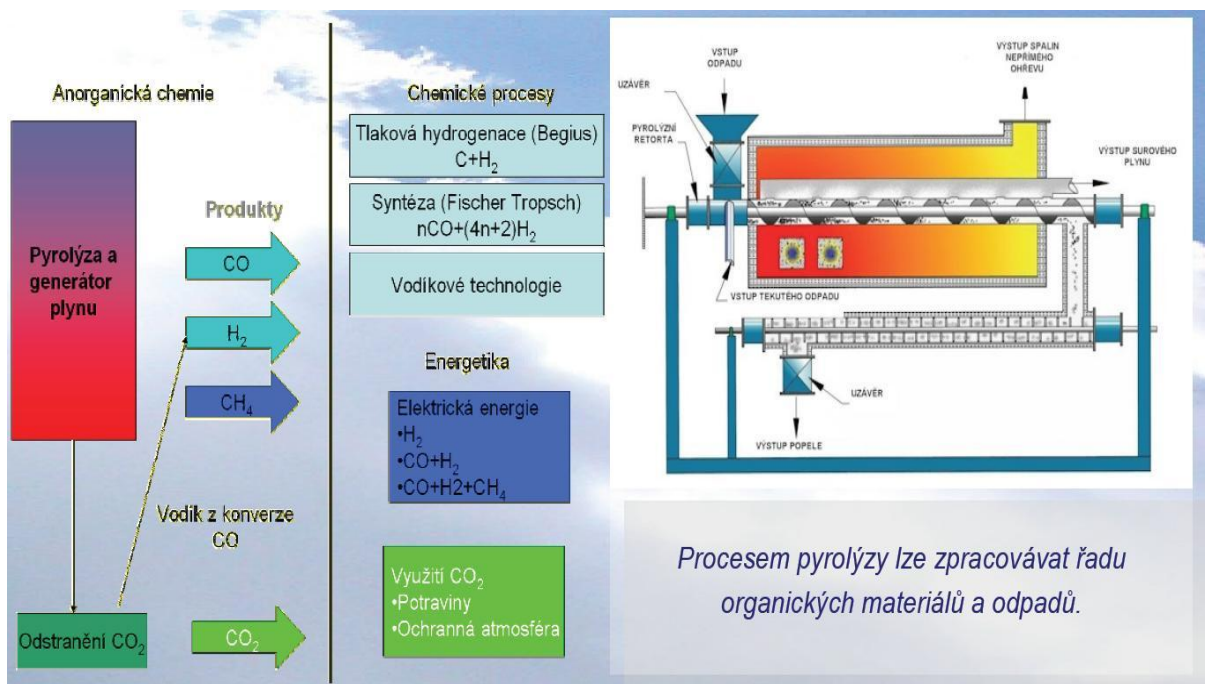 Anorganická chemie
Pyrolýza a
generátor
plynu
Produkty
CO
H₂
CH₄
Vodík z konverze
CO
Odstranění CO₂
CO₂
Chemické procesy
Tlaková hydrogenace (Begius)
C+H₂
Syntéza (Fischer Tropsch)
nCO+(4n+2)H₂
Vodíkové technologie
Energetika
Elektrická energie
•H₂
•CO+H₂
•CO+H2+CH₄
Využití CO₂
•Potraviny
•Ochranná atmosféra
VSTUP
ODPADU
UZÁVĚR
PYROLÝZNÍ
RETORTA
VÝSTUP SPALIN
NEPŘÍMÉHO
OHŘEVU
VÝSTUP SUROVÉHO
PLYNU
VSTUP TEKUTÉHO ODPADU
UZÁVĚR
VÝSTUP POPELE
Procesem pyrolýzy lze zpracovávat řadu
organických materiálů a odpadů.